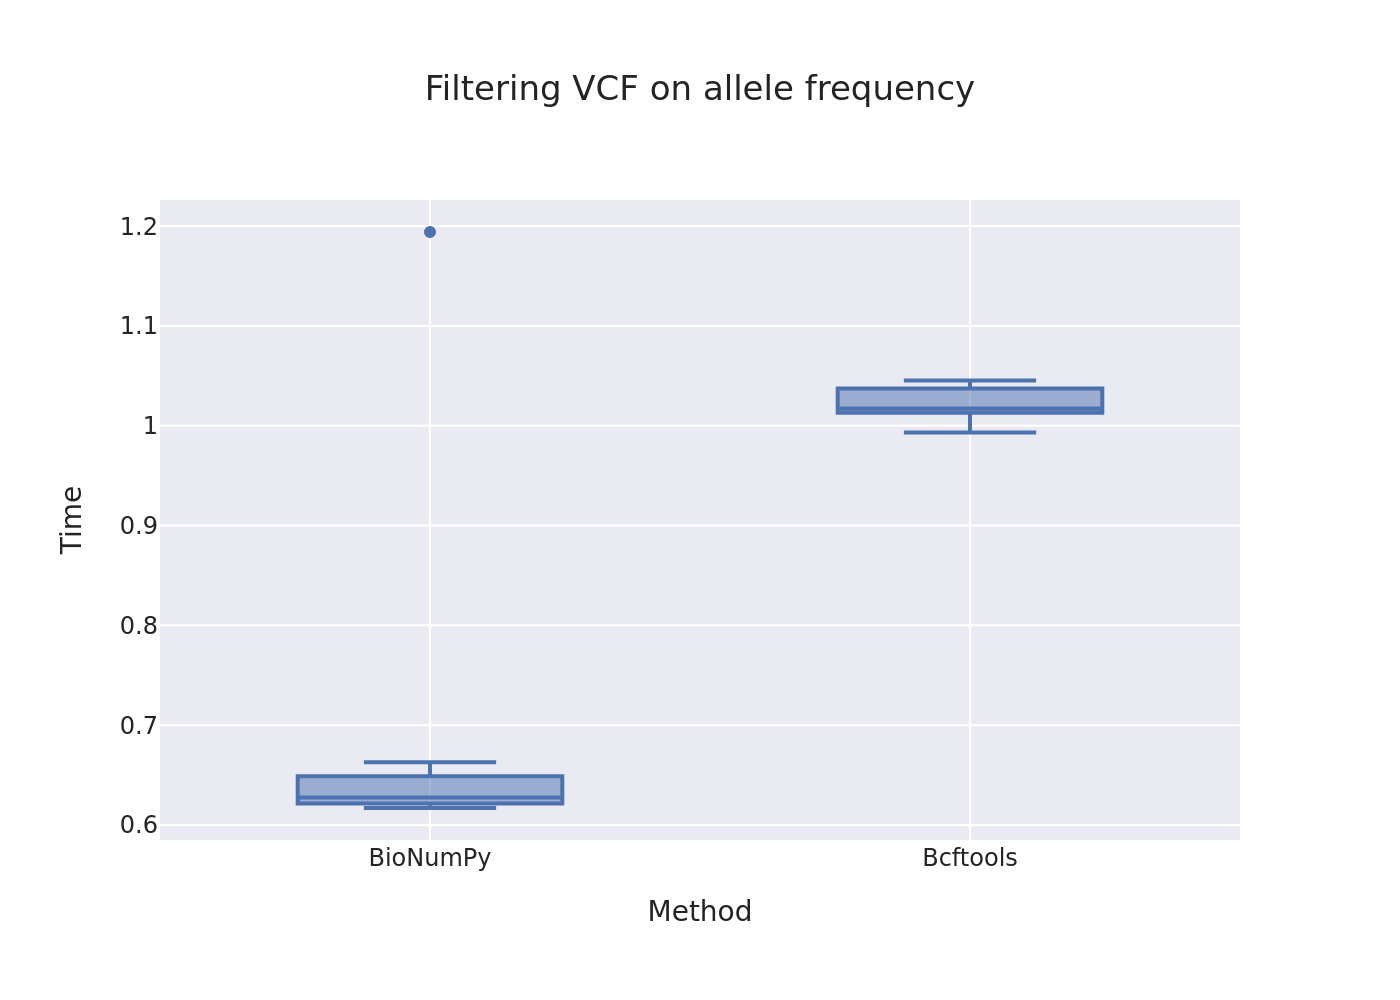 Filtering VCF on allele frequency
1.2
1.1
1
0.9
0.8
0.7
0.6
Time
BioNumPy
Bcftools
Method